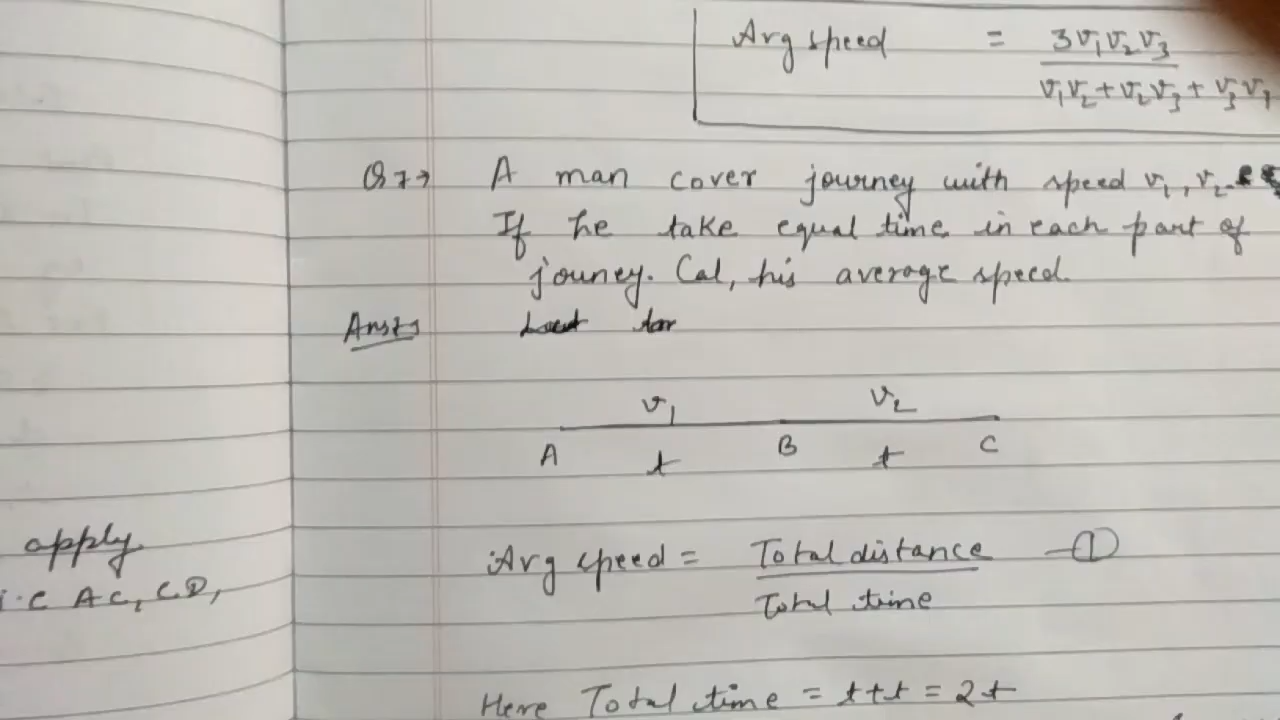 Avg speed = 3v₁v₂v₃
v₁v₂ + v₂v₃ + v₃v₁
Q7→ A man cover journey with speed v₁, v₂
If he take equal time in each part of
jouney. Cal, his average speed.
Ans→
v₁ v₂
A t B t C
apply
Avg speed = Total distance —①
i.e AC, CD,
Total time
Here Total time = t+t = 2t